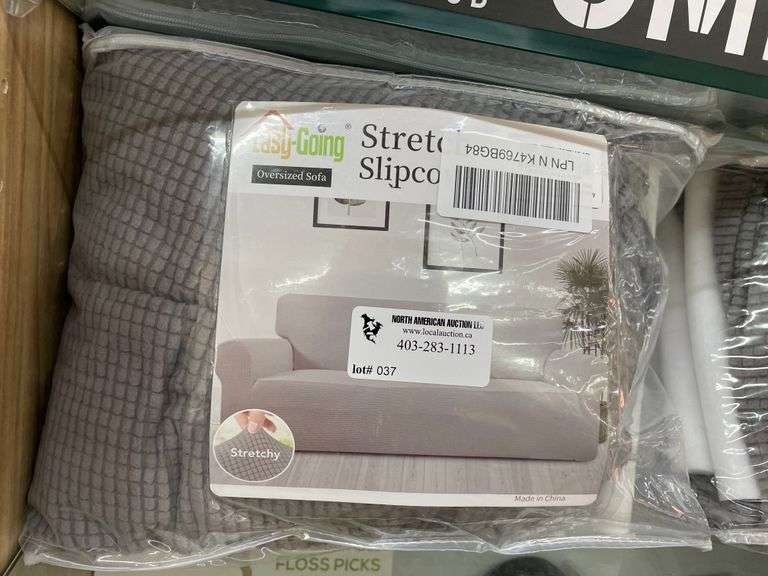 Easy-Going®
Oversized Sofa
Stretc
Slipco
LPN N K4769BG84
NORTH AMERICAN AUCTION LTD
www.localauction.ca
403-283-1113
lot# 037
Stretchy
Made in China
FLOSS PICKS